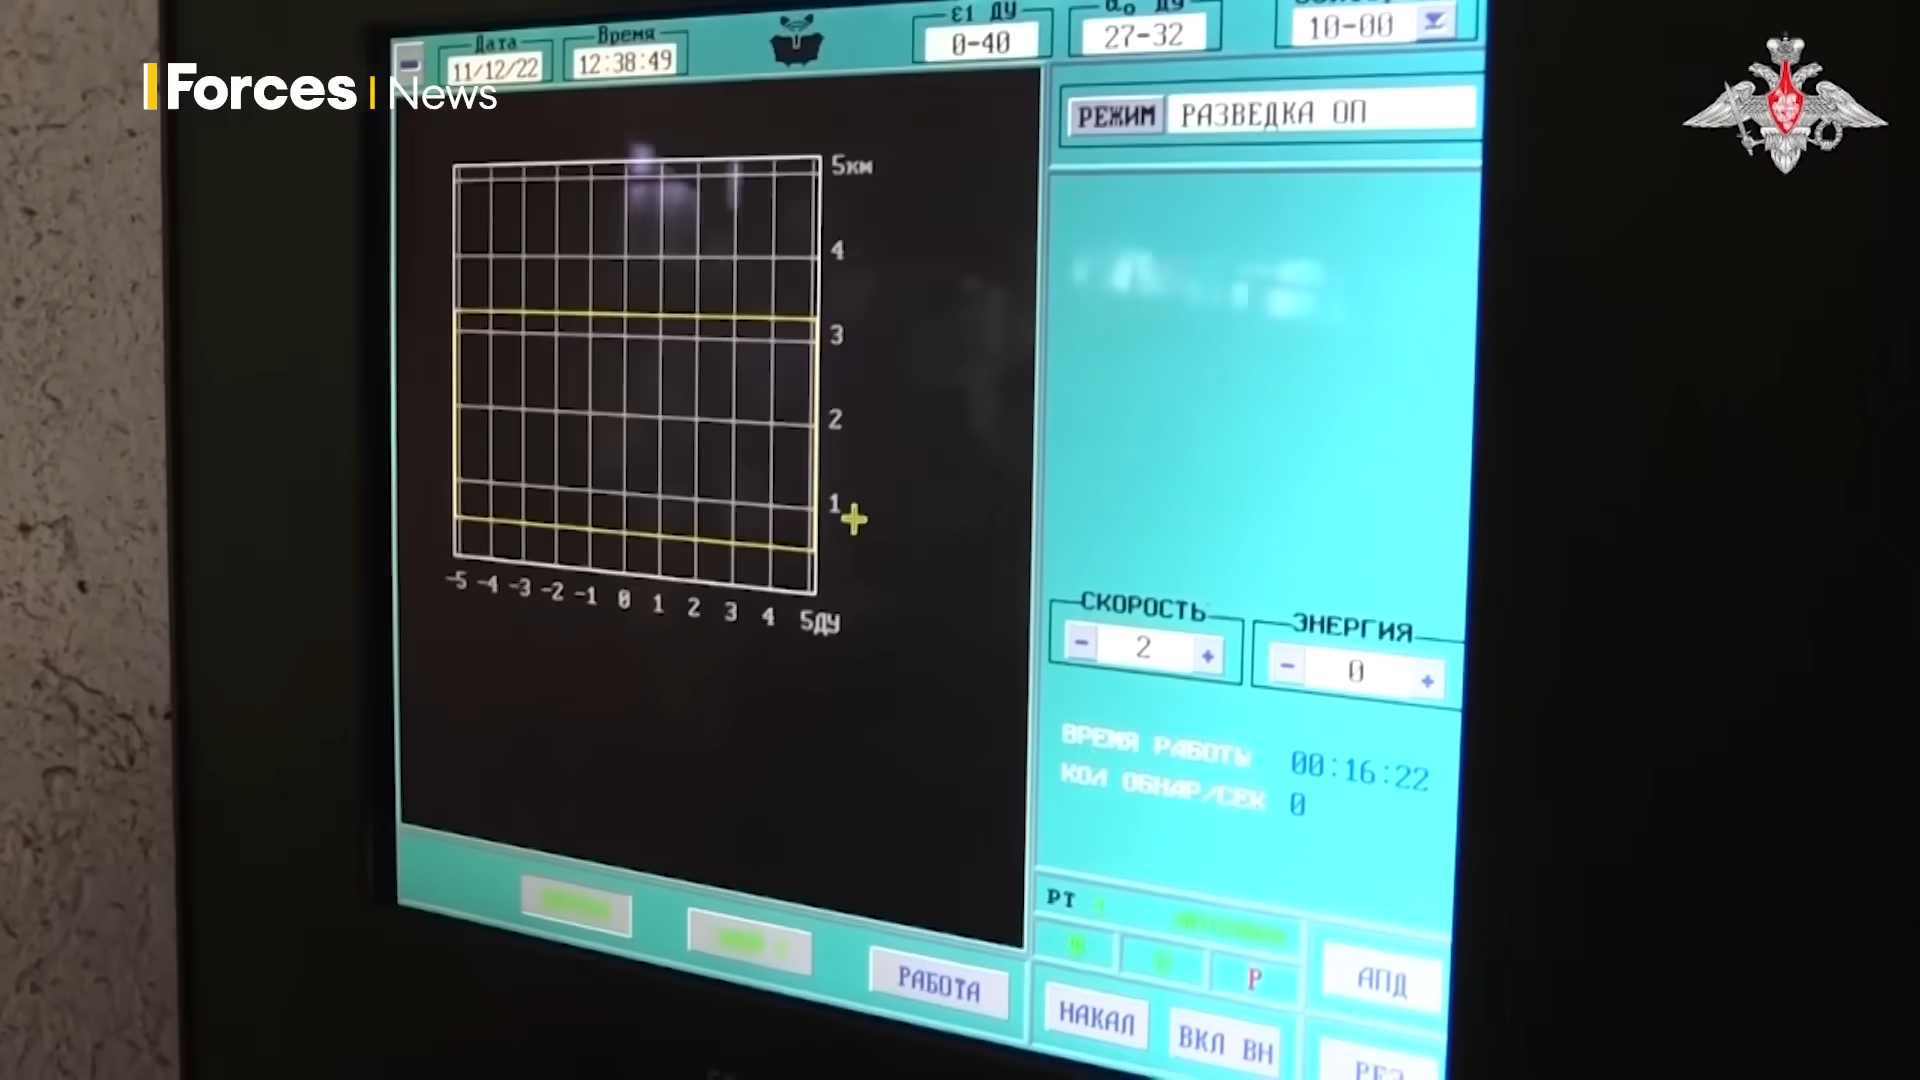 Forces News
Дата
11/12/22
Время
12:38:49
ε1 ДУ
0-40
α0 ДУ
27-32
10-00
РЕЖИМ РАЗВЕДКА ОП
5км
4
3
2
1
-5 -4 -3 -2 -1 0 1 2 3 4 5ДУ
СКОРОСТЬ
- 2 +
ЭНЕРГИЯ
- 0 +
ВРЕМЯ РАБОТЫ 00:16:22
КОЛ ОБНАР/СЕК 0
РТ
Р
АПД
РАБОТА
НАКАЛ
ВКЛ ВН